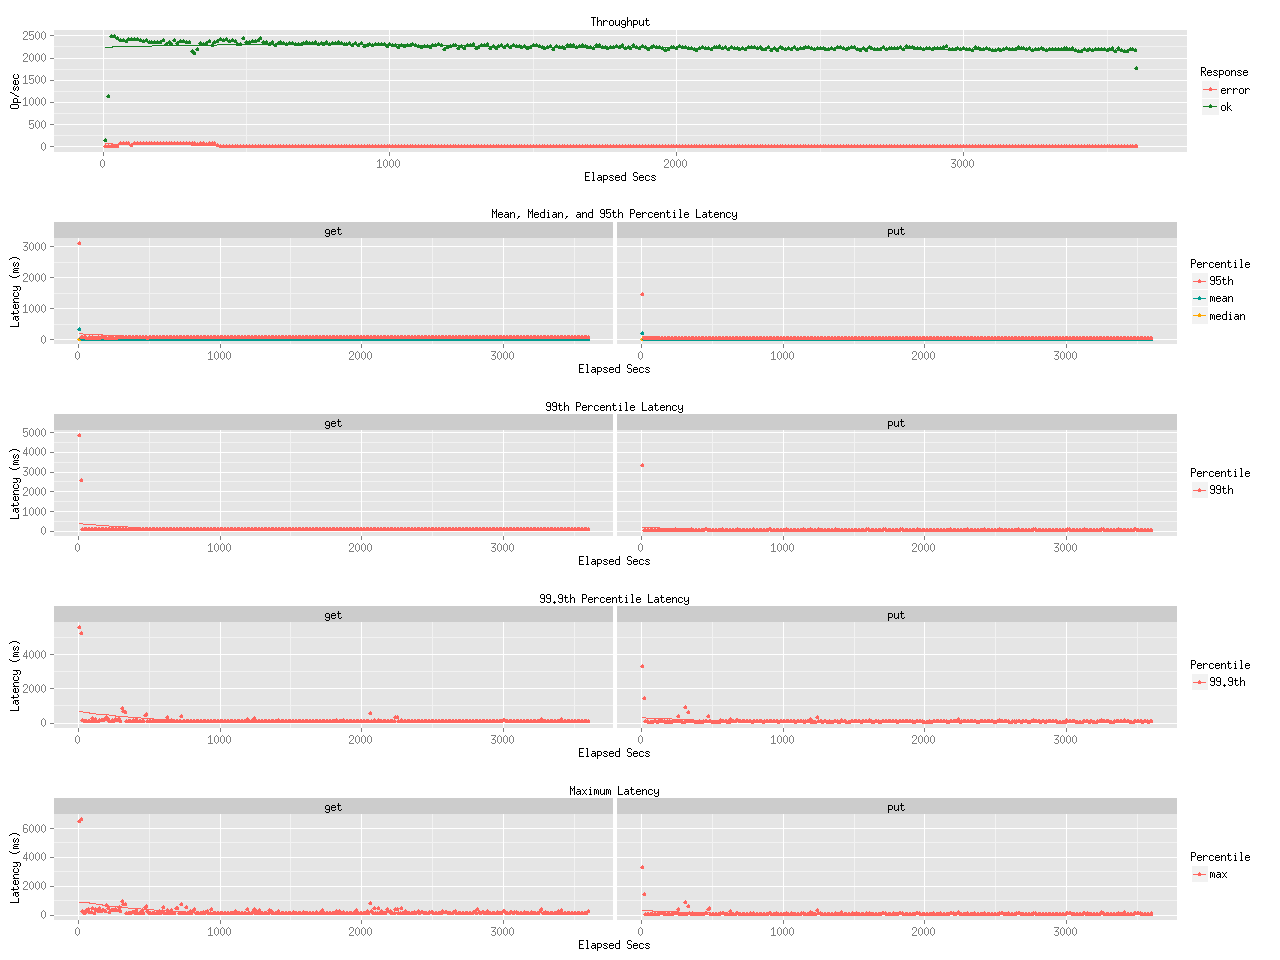 Throughput
2500
2000
1500
1000
500
0
Op/sec
0 1000 2000 3000
Elapsed Secs
Response
error
ok
Mean, Median, and 95th Percentile Latency
get put
3000
2000
1000
0
Latency (ms)
0 1000 2000 3000 0 1000 2000 3000
Elapsed Secs
Percentile
95th
mean
median
99th Percentile Latency
get put
5000
4000
3000
2000
1000
0
Latency (ms)
0 1000 2000 3000 0 1000 2000 3000
Elapsed Secs
Percentile
99th
99.9th Percentile Latency
get put
4000
2000
0
Latency (ms)
0 1000 2000 3000 0 1000 2000 3000
Elapsed Secs
Percentile
99.9th
Maximum Latency
get put
6000
4000
2000
0
Latency (ms)
0 1000 2000 3000 0 1000 2000 3000
Elapsed Secs
Percentile
max